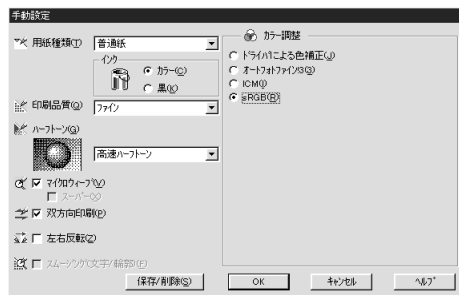 手動設定
用紙種類(T) 普通紙
インク
カラー(C)
黒(K)
印刷品質(Q) ファイン
ハーフトーン(G)
高速ハーフトーン
マイクロウィーブ(V)
スーパー(X)
双方向印刷(P)
左右反転(Z)
スムージング(文字/輪郭)(F)
保存/削除(S)
カラー調整
ドライバによる色補正(J)
オートフォトファイン!3(3)
ICM(I)
sRGB(R)
OK キャンセル ヘルプ